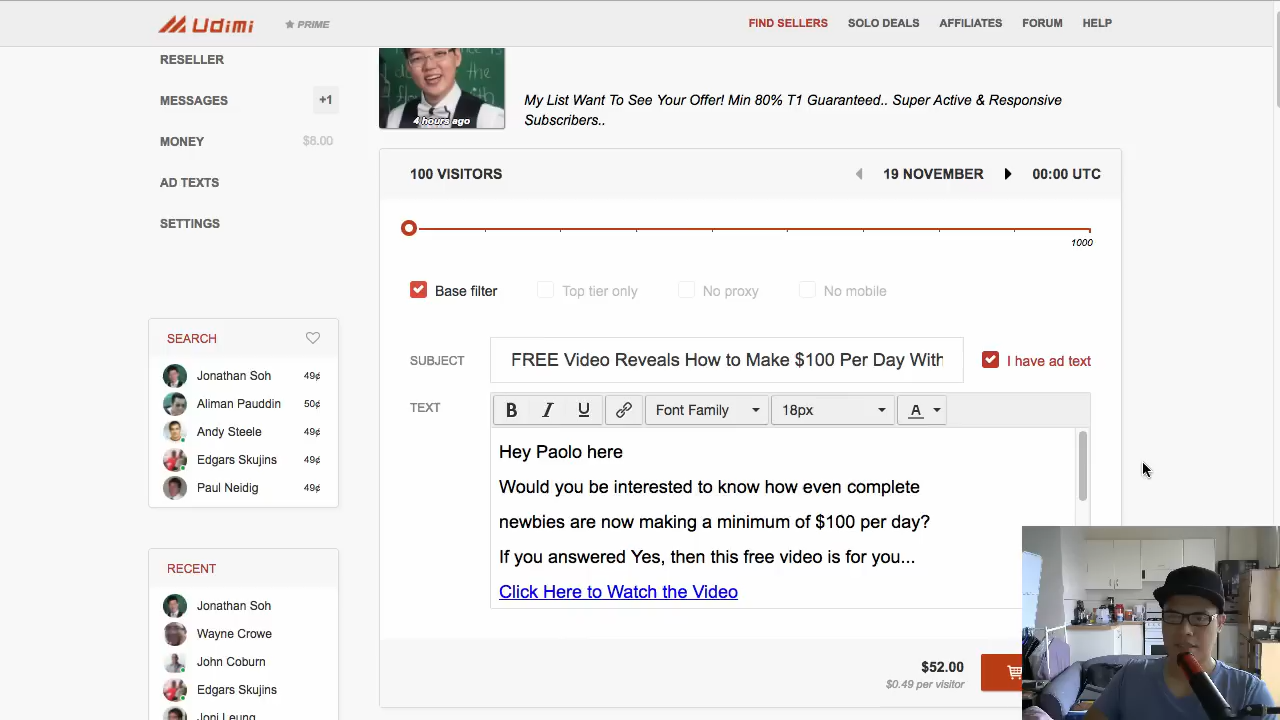 Udimi
PRIME
FIND SELLERS
SOLO DEALS
AFFILIATES
FORUM
HELP
RESELLER
MESSAGES
+1
MONEY
$8.00
AD TEXTS
SETTINGS
4 hours ago
My List Want To See Your Offer! Min 80% T1 Guaranteed.. Super Active & Responsive
Subscribers..
100 VISITORS
19 NOVEMBER
00:00 UTC
1000
Base filter
Top tier only
No proxy
No mobile
SUBJECT
FREE Video Reveals How to Make $100 Per Day With
I have ad text
TEXT
B I U
Font Family
18px
A
Hey Paolo here
Would you be interested to know how even complete
newbies are now making a minimum of $100 per day?
If you answered Yes, then this free video is for you...
Click Here to Watch the Video
$52.00
$0.49 per visitor
SEARCH
Jonathan Soh 49¢
Aliman Pauddin 50¢
Andy Steele 49¢
Edgars Skujins 49¢
Paul Neidig 49¢
RECENT
Jonathan Soh
Wayne Crowe
John Coburn
Edgars Skujins
Joni Leung